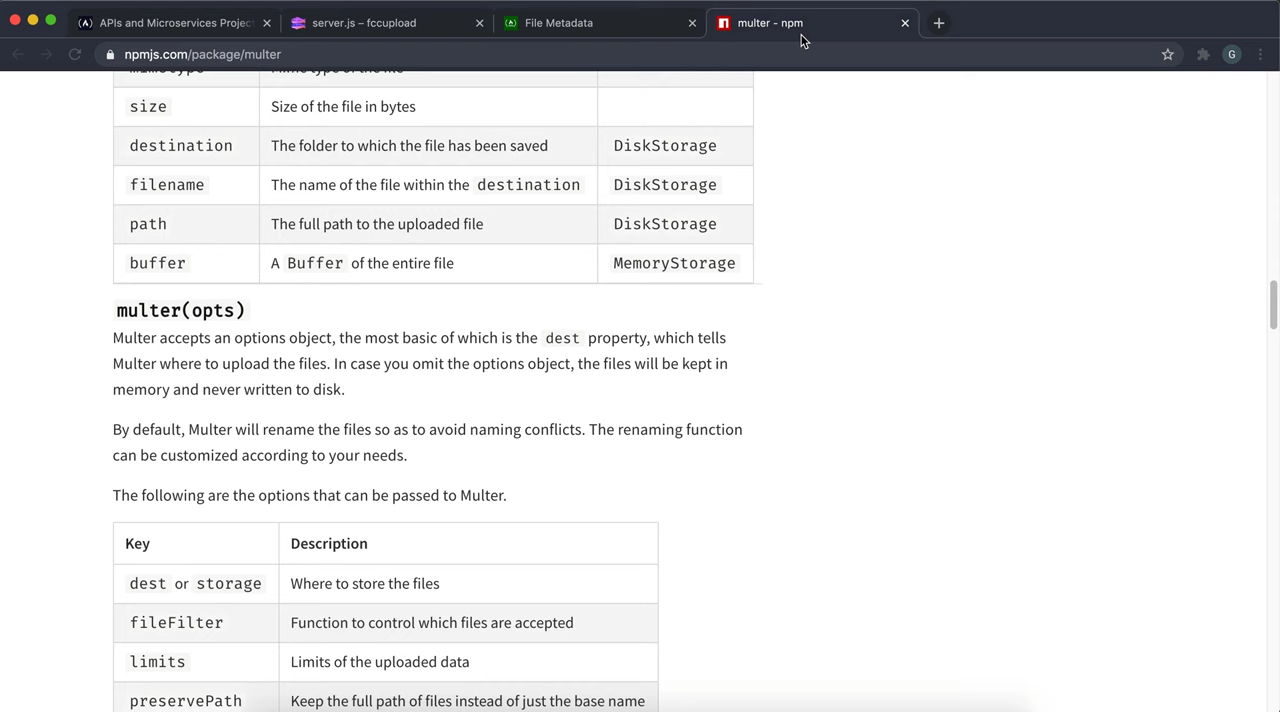 APIs and Microservices Projec
server.js – fccupload
File Metadata
multer - npm
npmjs.com/package/multer
G
mimetype Mime type of the file
size Size of the file in bytes
destination The folder to which the file has been saved DiskStorage
filename The name of the file within the destination DiskStorage
path The full path to the uploaded file DiskStorage
buffer A Buffer of the entire file MemoryStorage
multer(opts)
Multer accepts an options object, the most basic of which is the dest property, which tells
Multer where to upload the files. In case you omit the options object, the files will be kept in
memory and never written to disk.
By default, Multer will rename the files so as to avoid naming conflicts. The renaming function
can be customized according to your needs.
The following are the options that can be passed to Multer.
Key Description
dest or storage Where to store the files
fileFilter Function to control which files are accepted
limits Limits of the uploaded data
preservePath Keep the full path of files instead of just the base name